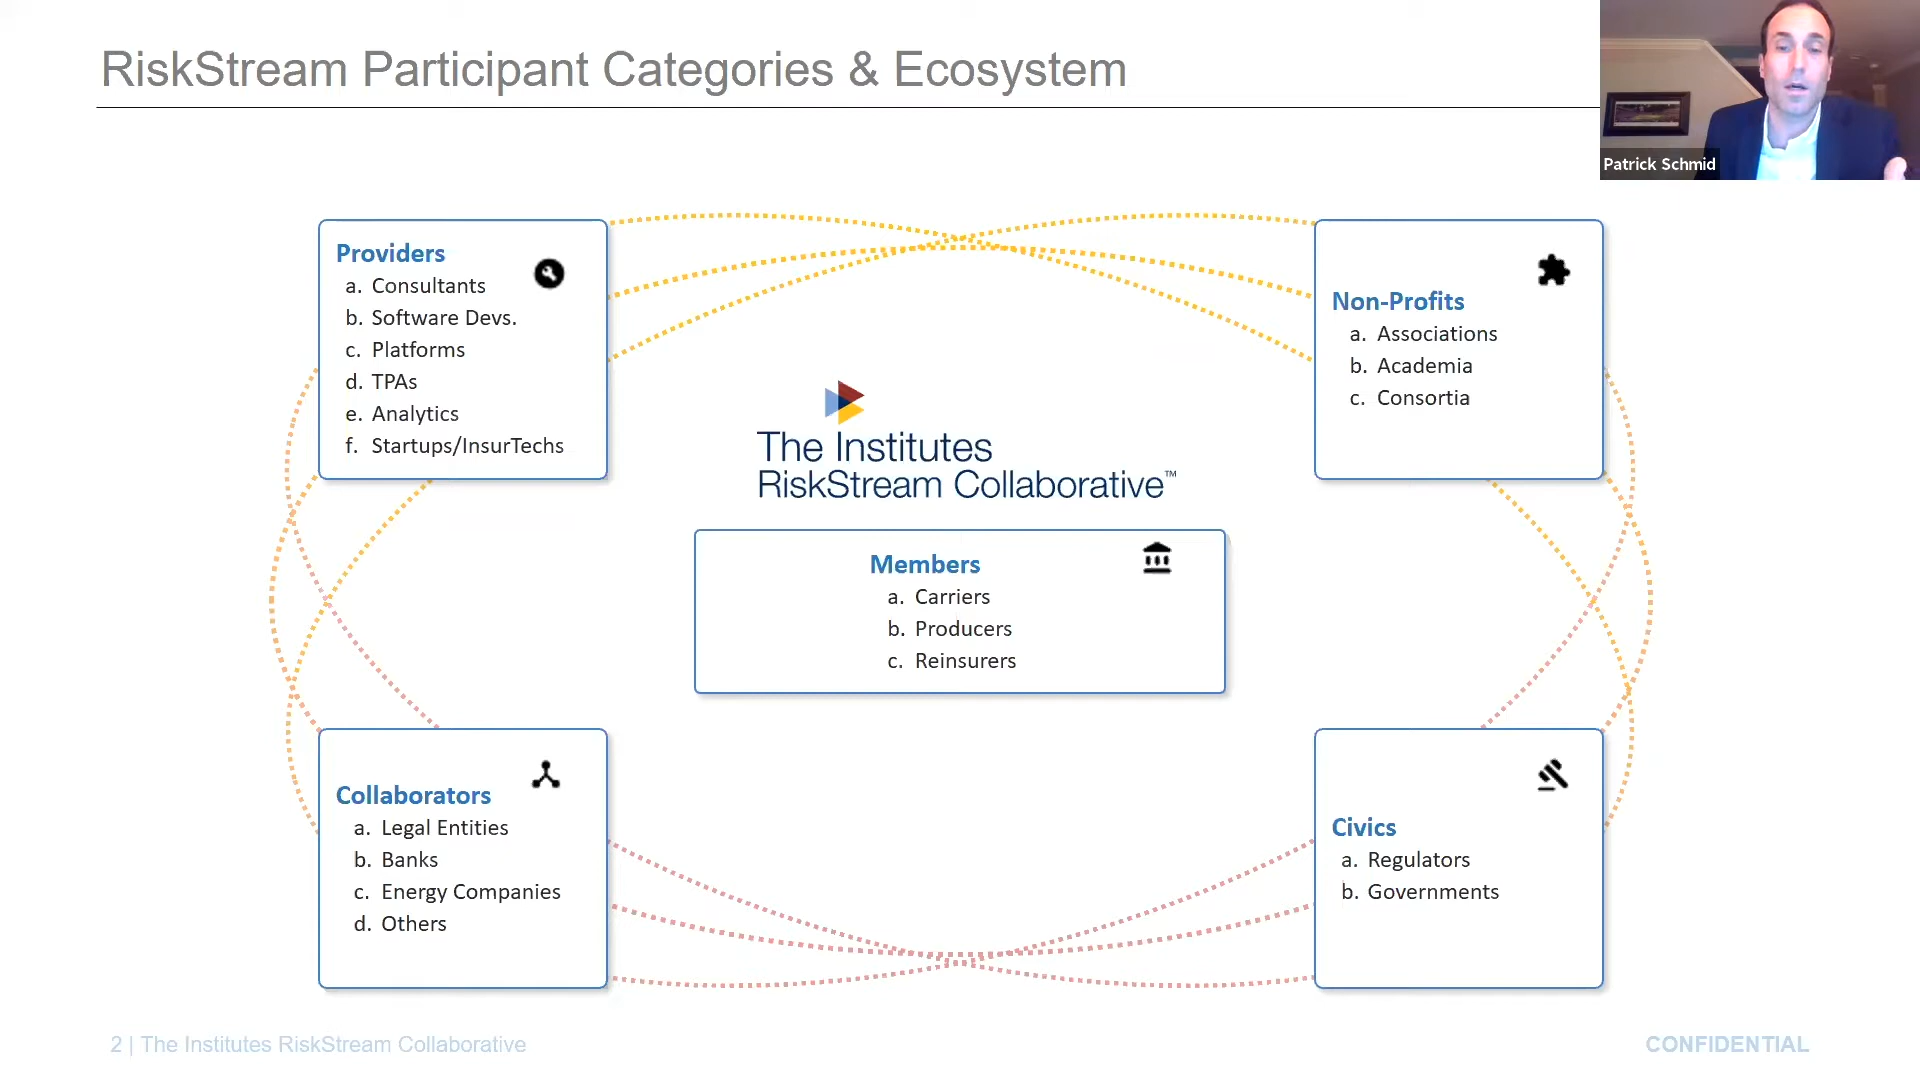 RiskStream Participant Categories & Ecosystem
Patrick Schmid
Providers
a. Consultants
b. Software Devs.
c. Platforms
d. TPAs
e. Analytics
f. Startups/InsurTechs
Non-Profits
a. Associations
b. Academia
c. Consortia
The Institutes
RiskStream Collaborative™
Members
a. Carriers
b. Producers
c. Reinsurers
Collaborators
a. Legal Entities
b. Banks
c. Energy Companies
d. Others
Civics
a. Regulators
b. Governments
2 | The Institutes RiskStream Collaborative
CONFIDENTIAL